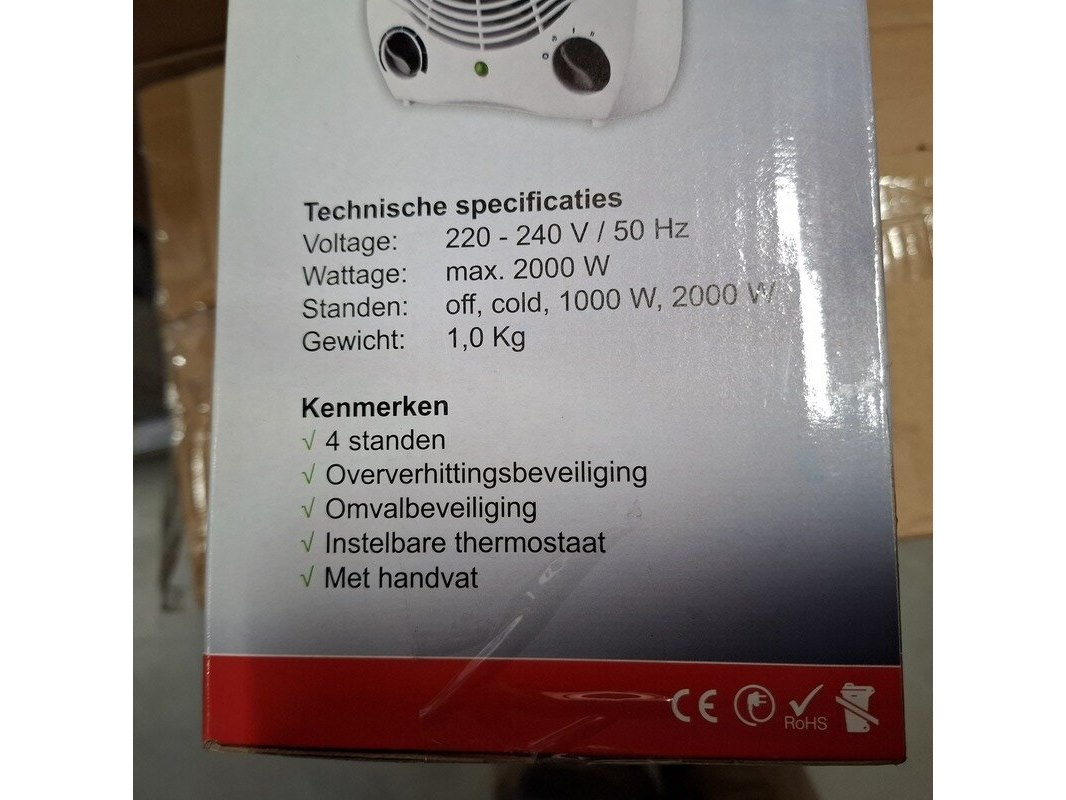 Technische specificaties
Voltage: 220 - 240 V / 50 Hz
Wattage: max. 2000 W
Standen: off, cold, 1000 W, 2000 W
Gewicht: 1,0 Kg
Kenmerken
√ 4 standen
√ Oververhittingsbeveiliging
√ Omvalbeveiliging
√ Instelbare thermostaat
√ Met handvat
CE
RoHS